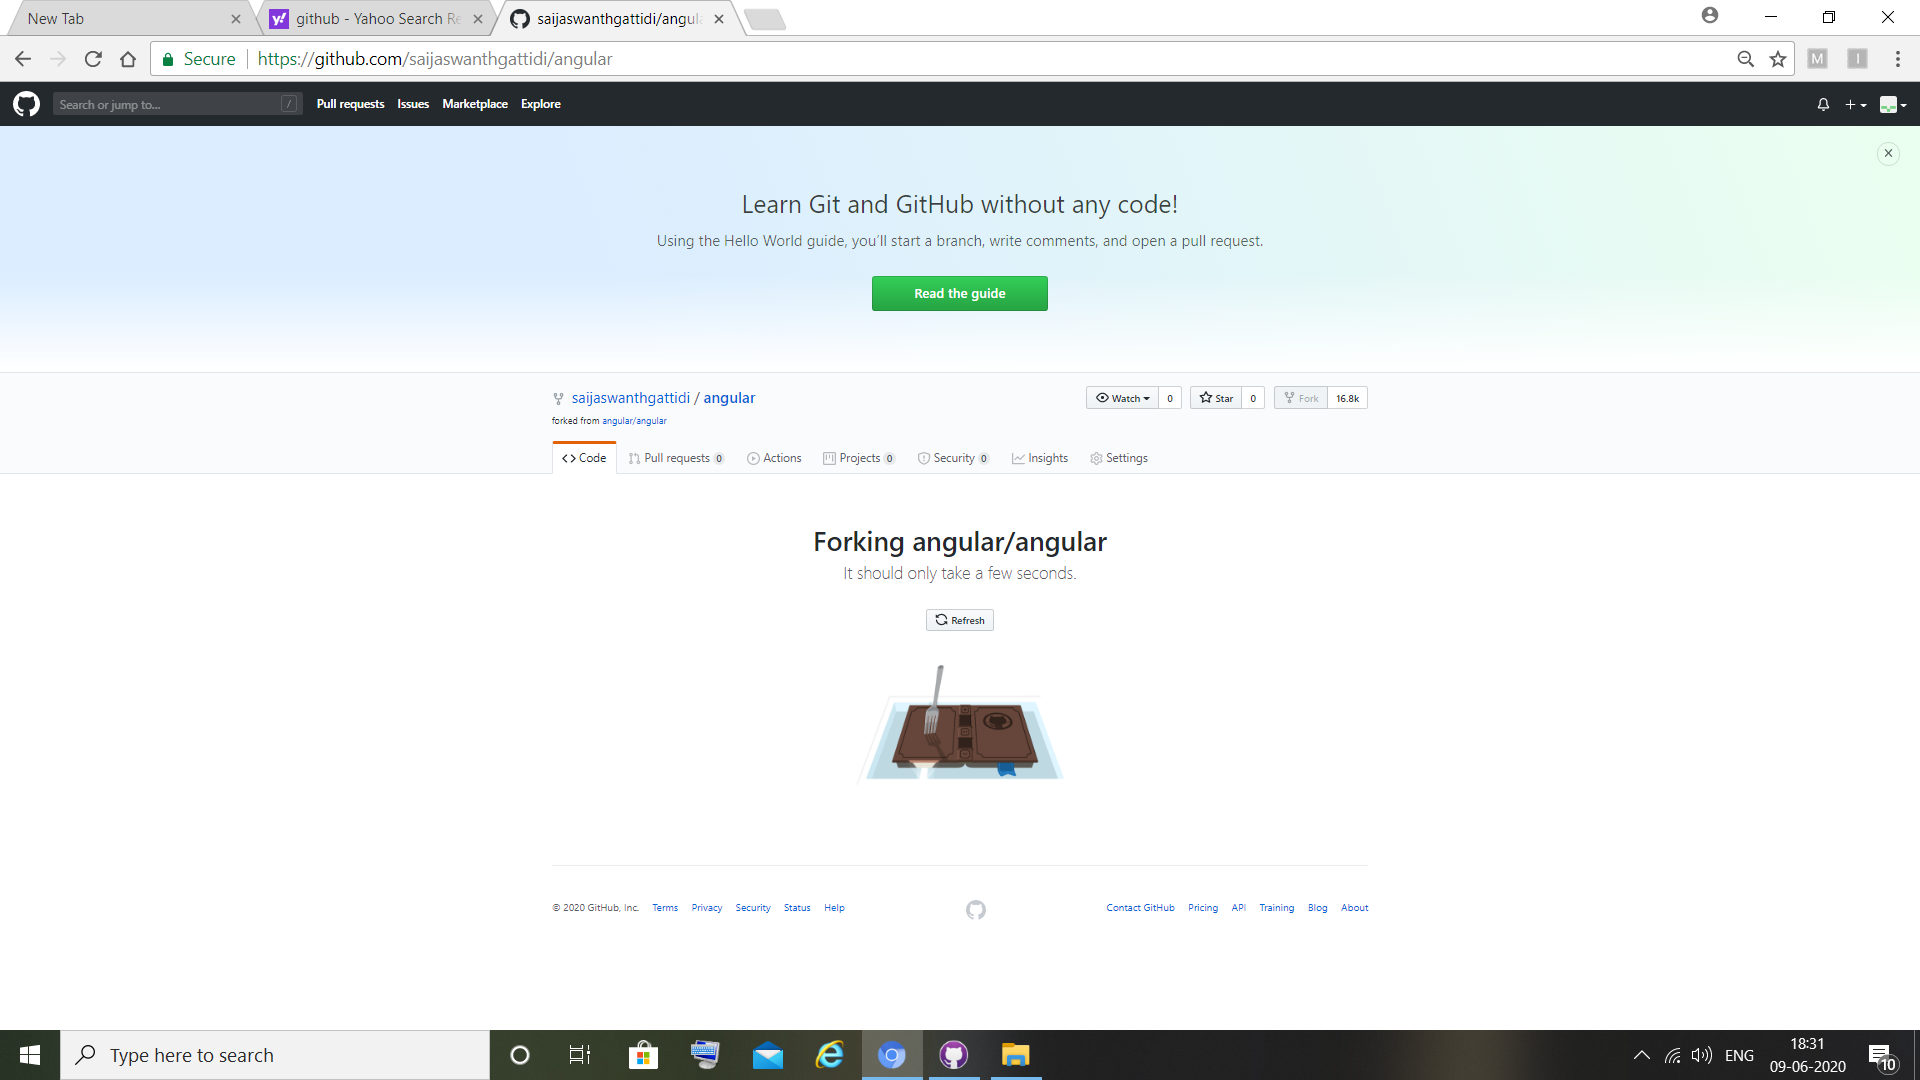 New Tab
github - Yahoo Search Re
saijaswanthgattidi/angula
Secure
https://github.com/saijaswanthgattidi/angular
M
I
Search or jump to...
/
Pull requests
Issues
Marketplace
Explore
Learn Git and GitHub without any code!
Using the Hello World guide, you’ll start a branch, write comments, and open a pull request.
Read the guide
saijaswanthgattidi / angular
Watch 0
Star 0
Fork 16.8k
forked from angular/angular
Code
Pull requests 0
Actions
Projects 0
Security 0
Insights
Settings
Forking angular/angular
It should only take a few seconds.
Refresh
© 2020 GitHub, Inc.
Terms
Privacy
Security
Status
Help
Contact GitHub
Pricing
API
Training
Blog
About
Type here to search
ENG
18:31
09-06-2020
10